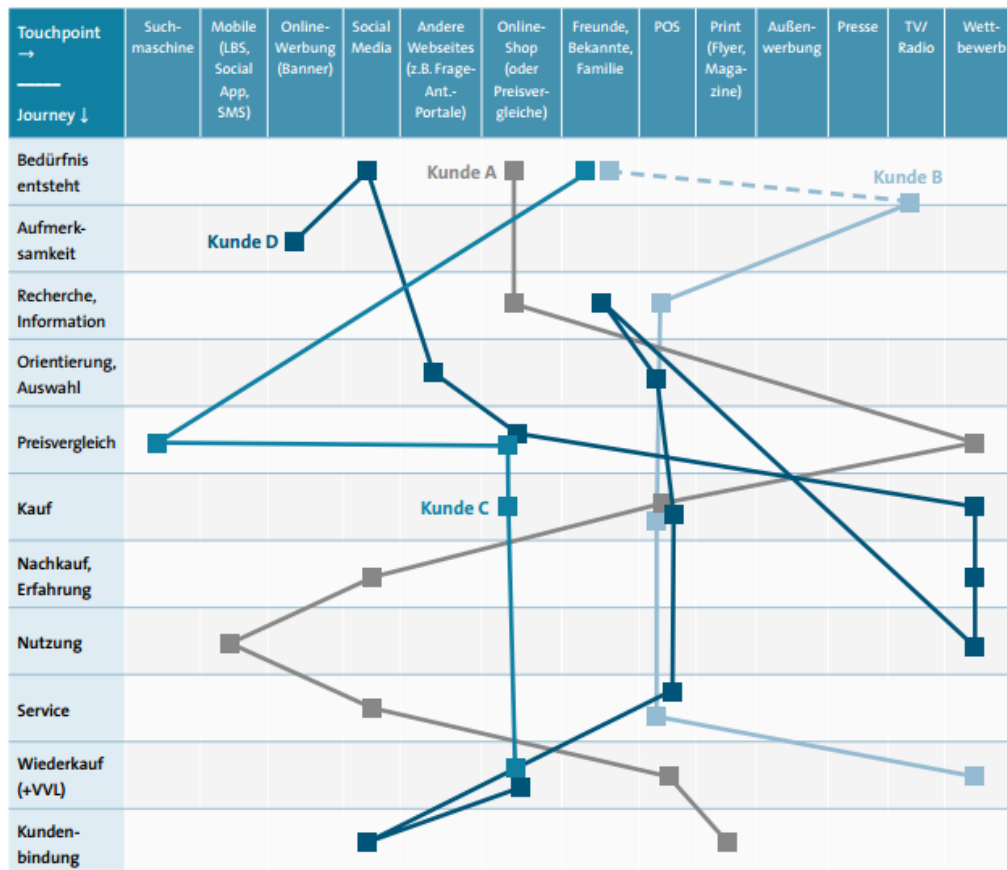 Touchpoint
→
Journey ↓
Such-
maschine
Mobile
(LBS,
Social
App,
SMS)
Online-
Werbung
(Banner)
Social
Media
Andere
Webseites
(z.B. Frage-
Ant.-
Portale)
Online-
Shop
(oder
Preisver-
gleiche)
Freunde,
Bekannte,
Familie
POS
Print
(Flyer,
Maga-
zine)
Außen-
werbung
Presse
TV/
Radio
Wett-
bewerb
Bedürfnis
entsteht
Kunde A
Kunde B
Aufmerk-
samkeit
Kunde D
Recherche,
Information
Orientierung,
Auswahl
Preisvergleich
Kauf
Kunde C
Nachkauf,
Erfahrung
Nutzung
Service
Wiederkauf
(+VVL)
Kunden-
bindung